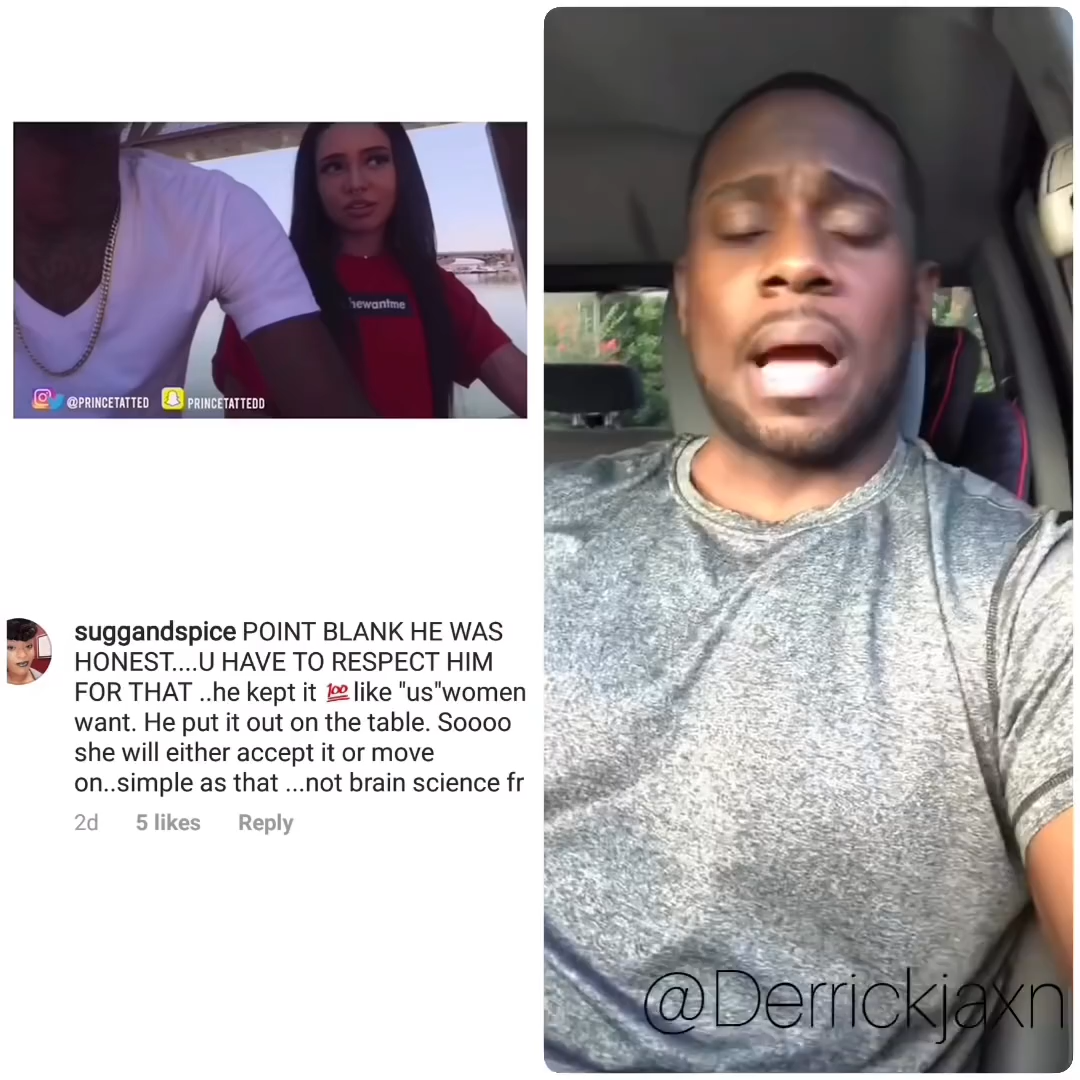 hewantme
@PRINCETATTED PRINCETATTEDD
suggandspice POINT BLANK HE WAS
HONEST....U HAVE TO RESPECT HIM
FOR THAT ..he kept it 💯 like "us"women
want. He put it out on the table. Soooo
she will either accept it or move
on..simple as that ...not brain science fr
2d 5 likes Reply
@Derrickjaxn